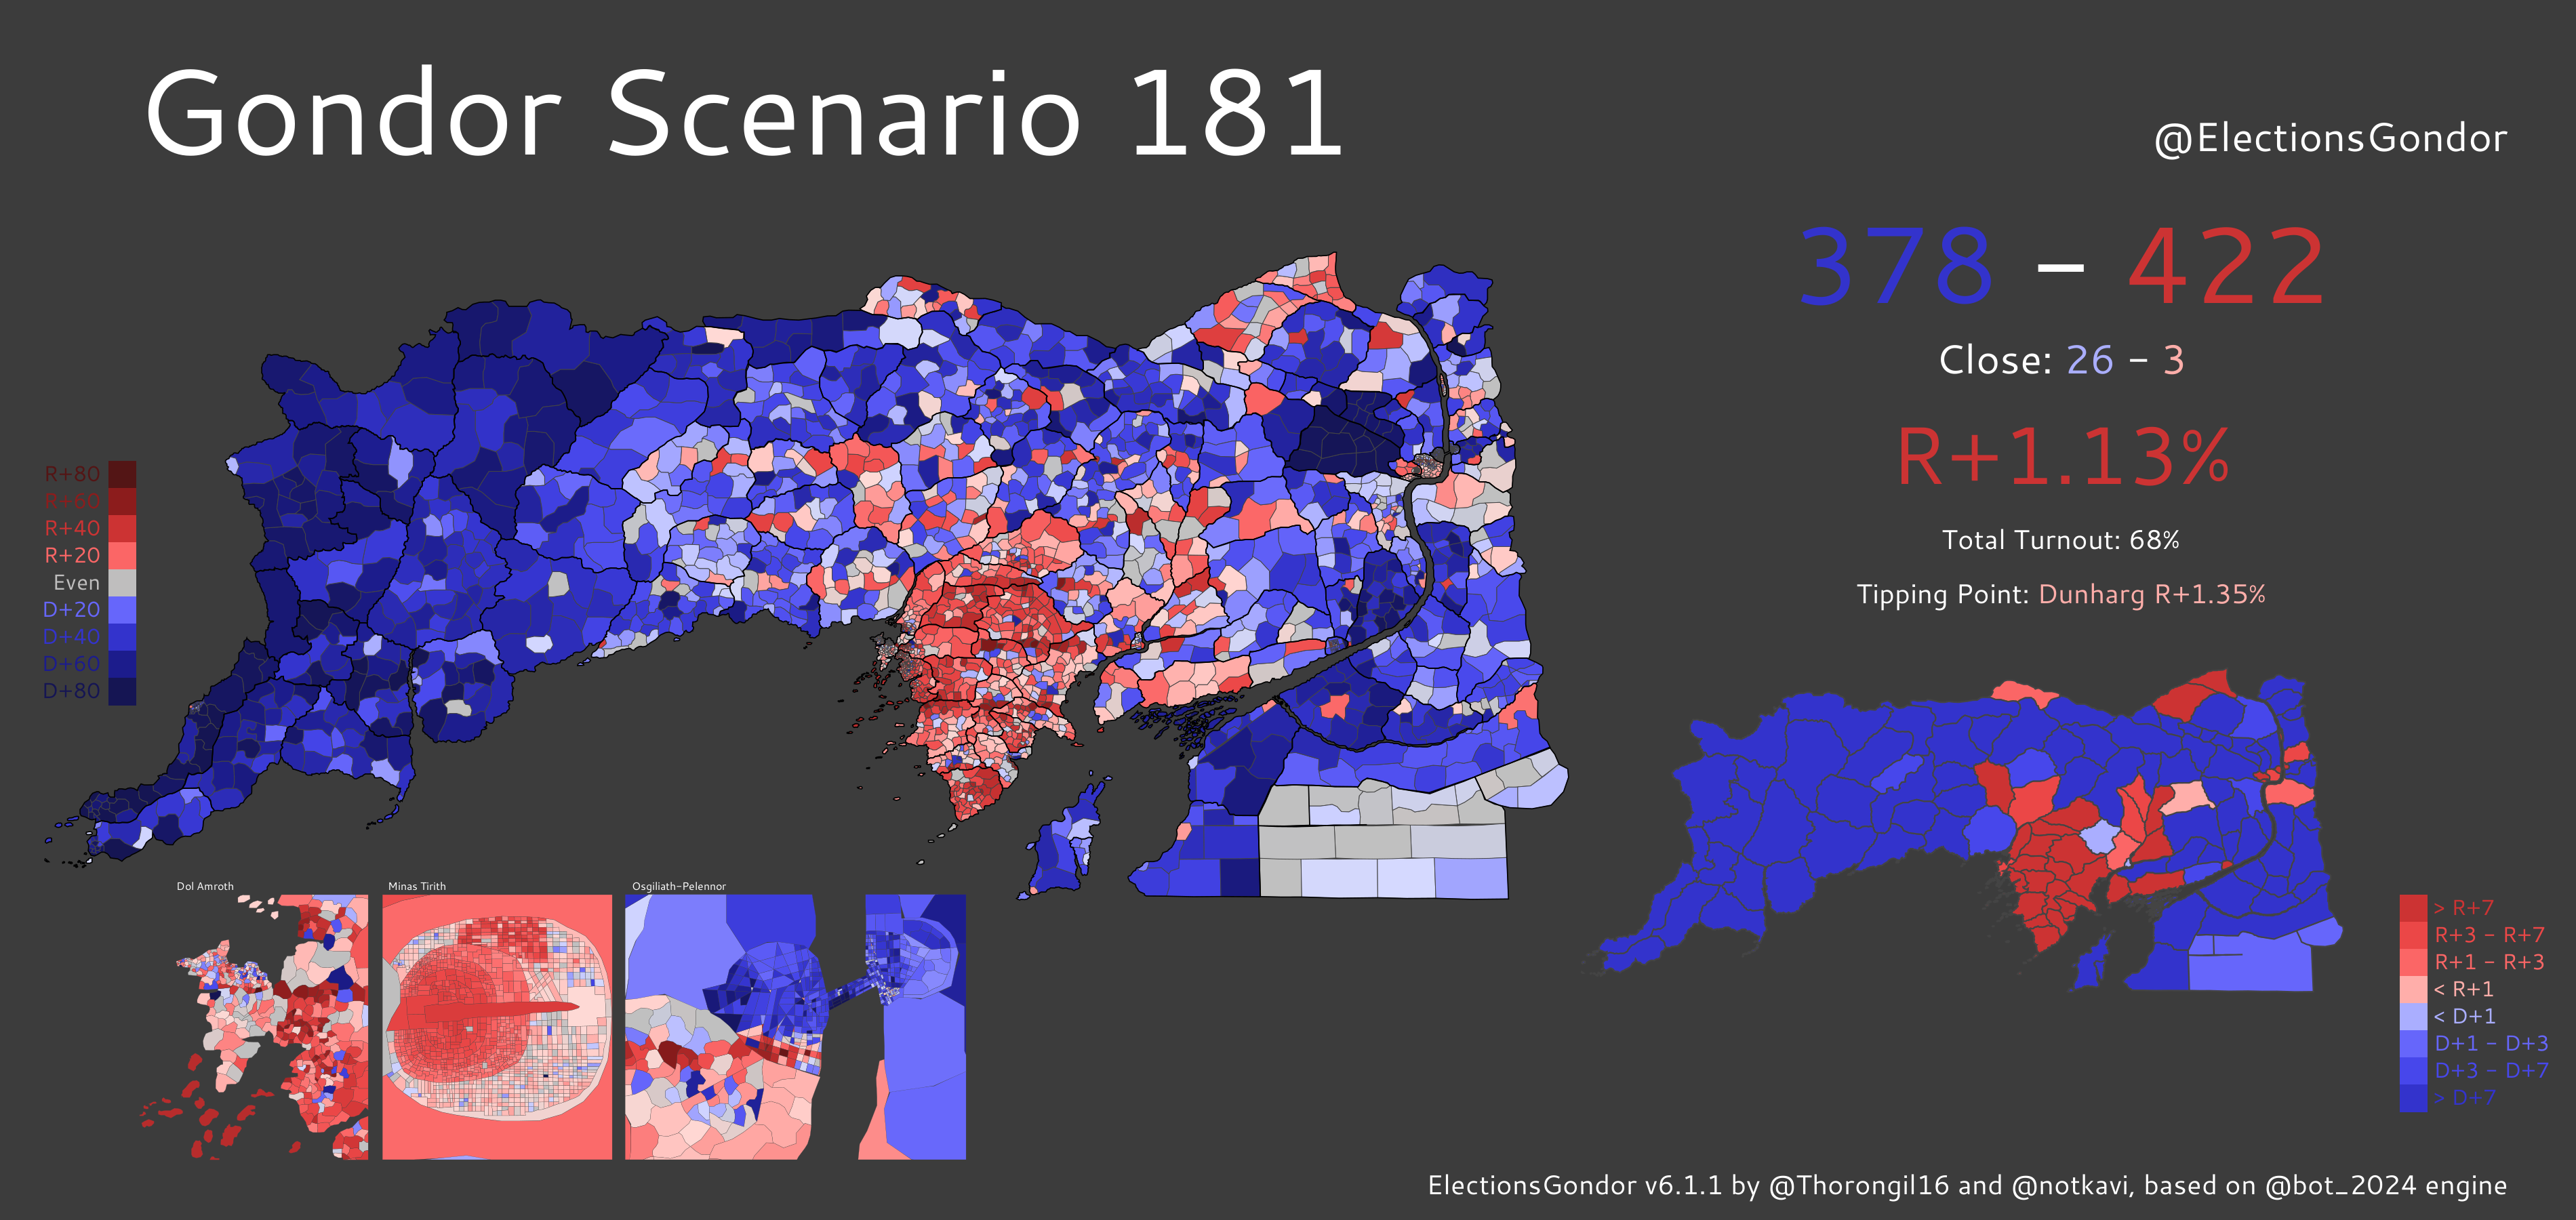 Gondor Scenario 181
@ElectionsGondor
378 – 422
Close: 26 – 3
R+1.13%
Total Turnout: 68%
Tipping Point: Dunharg R+1.35%
R+80
R+60
R+40
R+20
Even
D+20
D+40
D+60
D+80
Dol Amroth
Minas Tirith
Osgiliath-Pelennor
> R+7
R+3 – R+7
R+1 – R+3
< R+1
< D+1
D+1 – D+3
D+3 – D+7
> D+7
ElectionsGondor v6.1.1 by @Thorongil16 and @notkavi, based on @bot_2024 engine